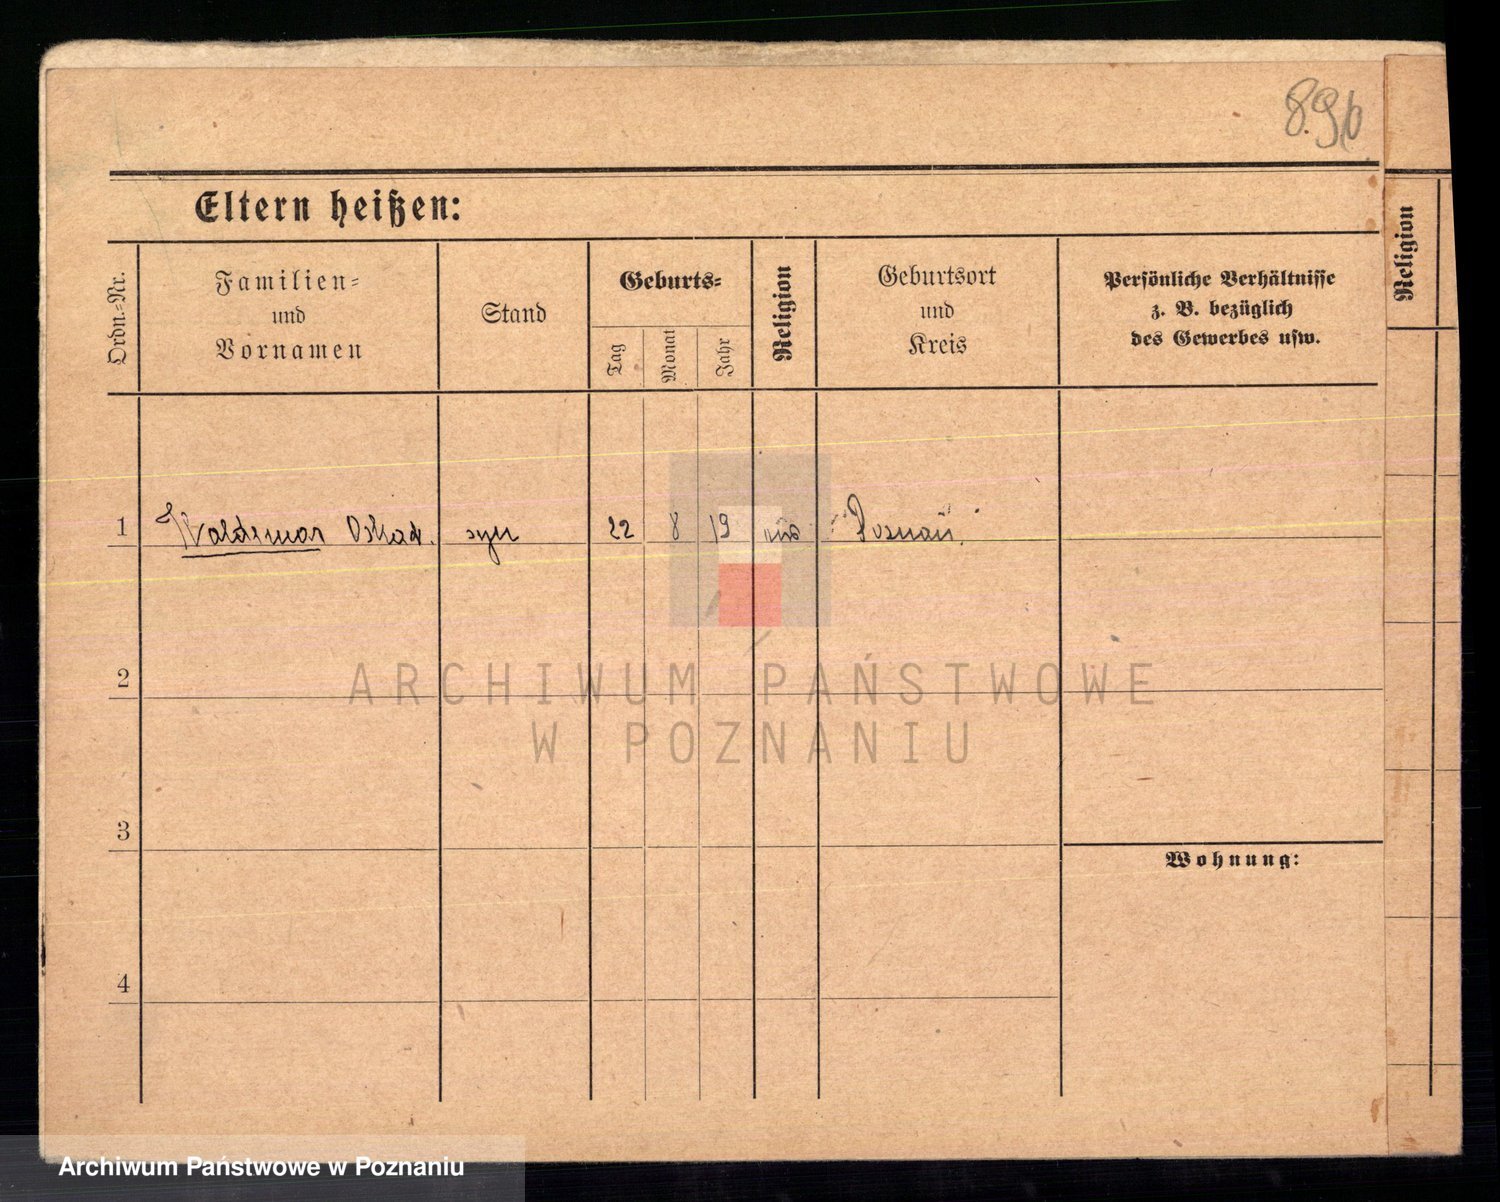 89b
Eltern heißen:
Ordn.=Nr.
Familien=
und
Vornamen
Stand
Geburts=
Tag
Monat
Jahr
Religion
Geburtsort
und
Kreis
Persönliche Verhältnisse
z. B. bezüglich
des Gewerbes usw.
Religion
1 Waldemar Oskar. syn 22 8 19 Poznań.
2
ARCHIWUM PAŃSTWOWE
W POZNANIU
3
Wohnung:
4
Archiwum Państwowe w Poznaniu